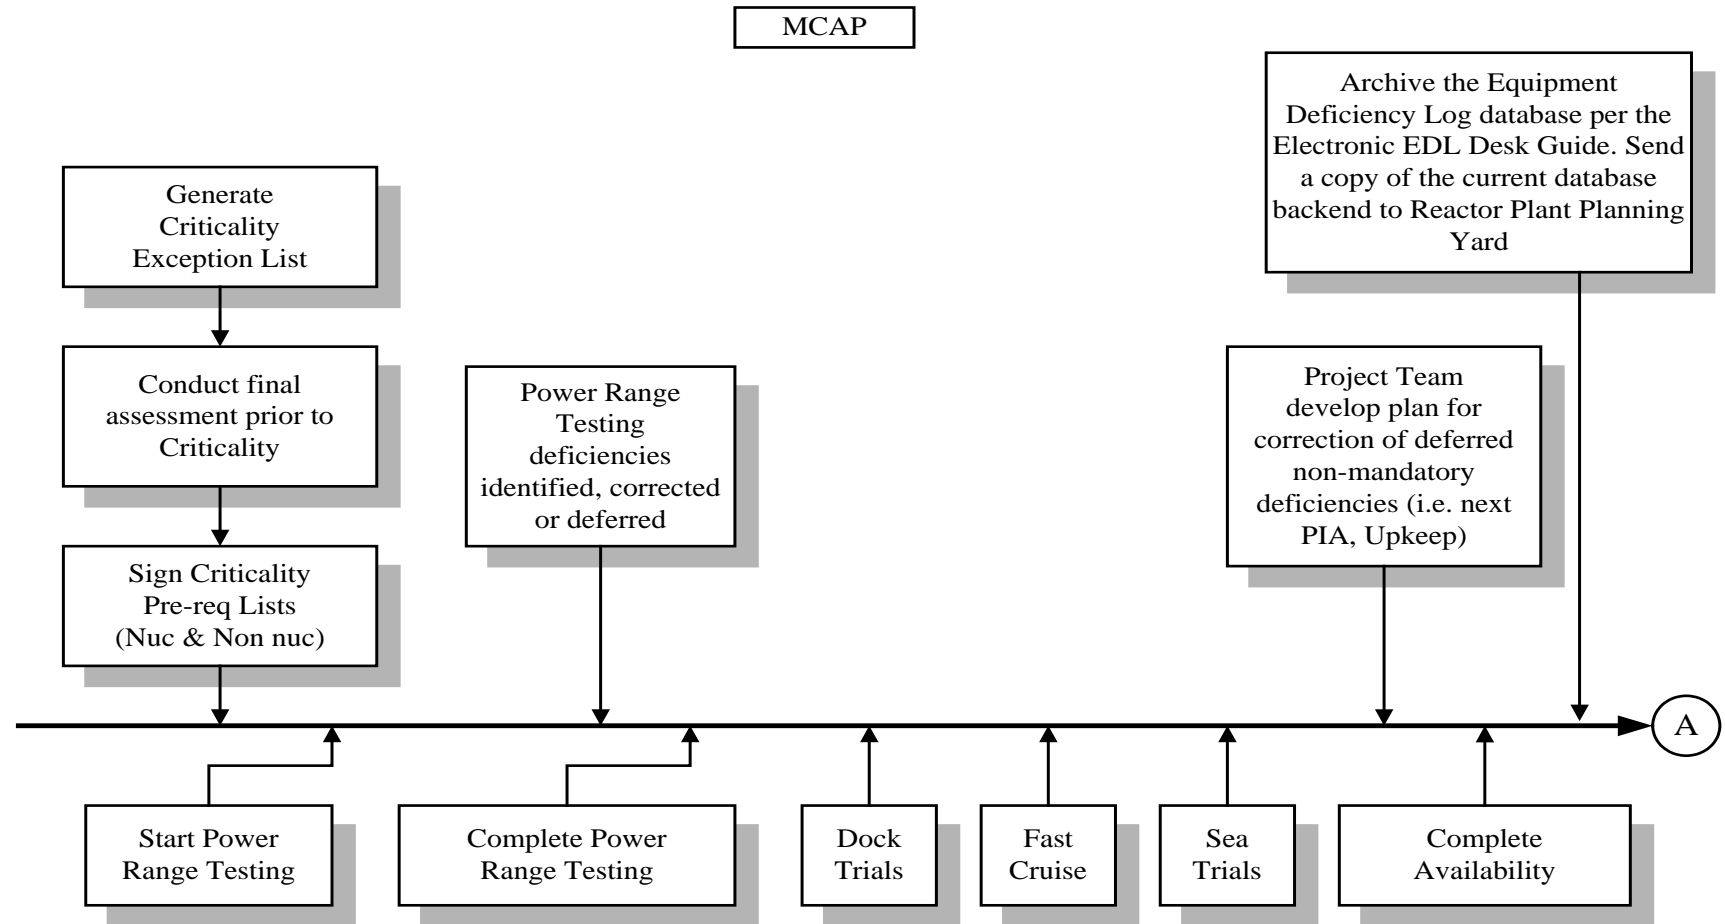 MCAP
Archive the Equipment
Deficiency Log database per the
Electronic EDL Desk Guide. Send
a copy of the current database
backend to Reactor Plant Planning
Yard
Generate
Criticality
Exception List
Conduct final
assessment prior to
Criticality
Sign Criticality
Pre-req Lists
(Nuc & Non nuc)
Power Range
Testing
deficiencies
identified, corrected
or deferred
Project Team
develop plan for
correction of deferred
non-mandatory
deficiencies (i.e. next
PIA, Upkeep)
A
Start Power
Range Testing
Complete Power
Range Testing
Dock
Trials
Fast
Cruise
Sea
Trials
Complete
Availability